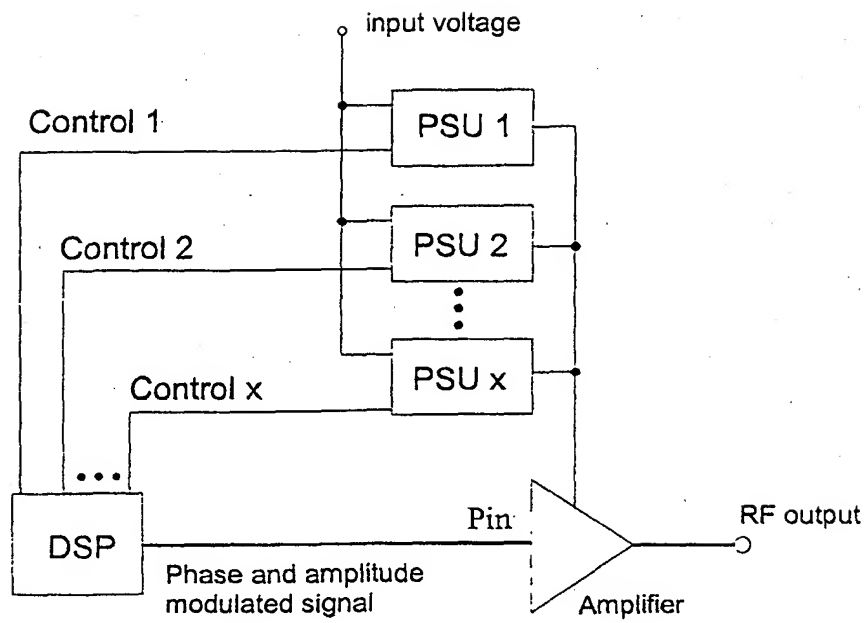 input voltage
PSU 1
Control 1
PSU 2
Control 2
PSU x
Control x
DSP
Pin
RF output
Phase and amplitude
modulated signal
Amplifier